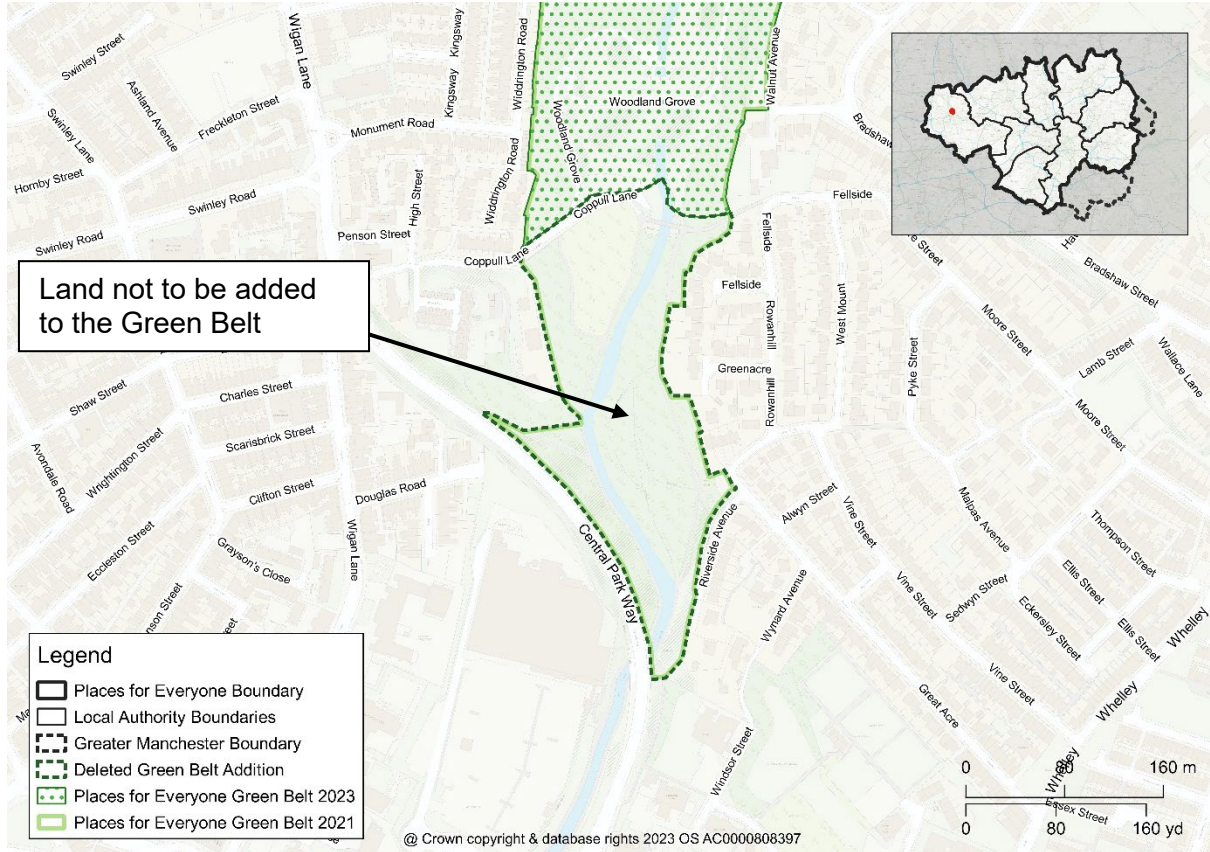 Swinley Street
Wigan Lane
Kingsway
Kingsway
Widdrington Road
Walnut Avenue
Ashland Avenue
Freckleton Street
Swinley Lane
Monument Road
Woodland Grove
Woodland Grove
Hornby Street
Swinley Road
High Street
Widdrington Road
Coppull Lane
Fellside
Swinley Road
Penson Street
Coppull Lane
Fellside
Bradshaw Street
Land not to be added
to the Green Belt
Fellside
Rowanhill
West Mount
Moore Street
Lamb Street
Wallace Lane
Greenacre
Rowanhill
Pyke Street
Shaw Street
Charles Street
Moore Street
Avondale Road
Wrightington Street
Scarisbrick Street
Clifton Street
Douglas Road
Alwyn Street
Vine Street
Malpas Avenue
Thompson Street
Eccleston Street
Grayson's Close
Wigan Lane
Central Park Way
Riverside Avenue
Wynard Avenue
Vine Street
Sedwyn Street
Ellis Street
Eckersley Street
Ellis Street
Whelley
Vine Street
Great Acre
Whelley
Windsor Street
Whelley
Essex Street
Legend
Places for Everyone Boundary
Local Authority Boundaries
Greater Manchester Boundary
Deleted Green Belt Addition
Places for Everyone Green Belt 2023
Places for Everyone Green Belt 2021
0 80 160 m
0 80 160 yd
@ Crown copyright & database rights 2023 OS AC0000808397